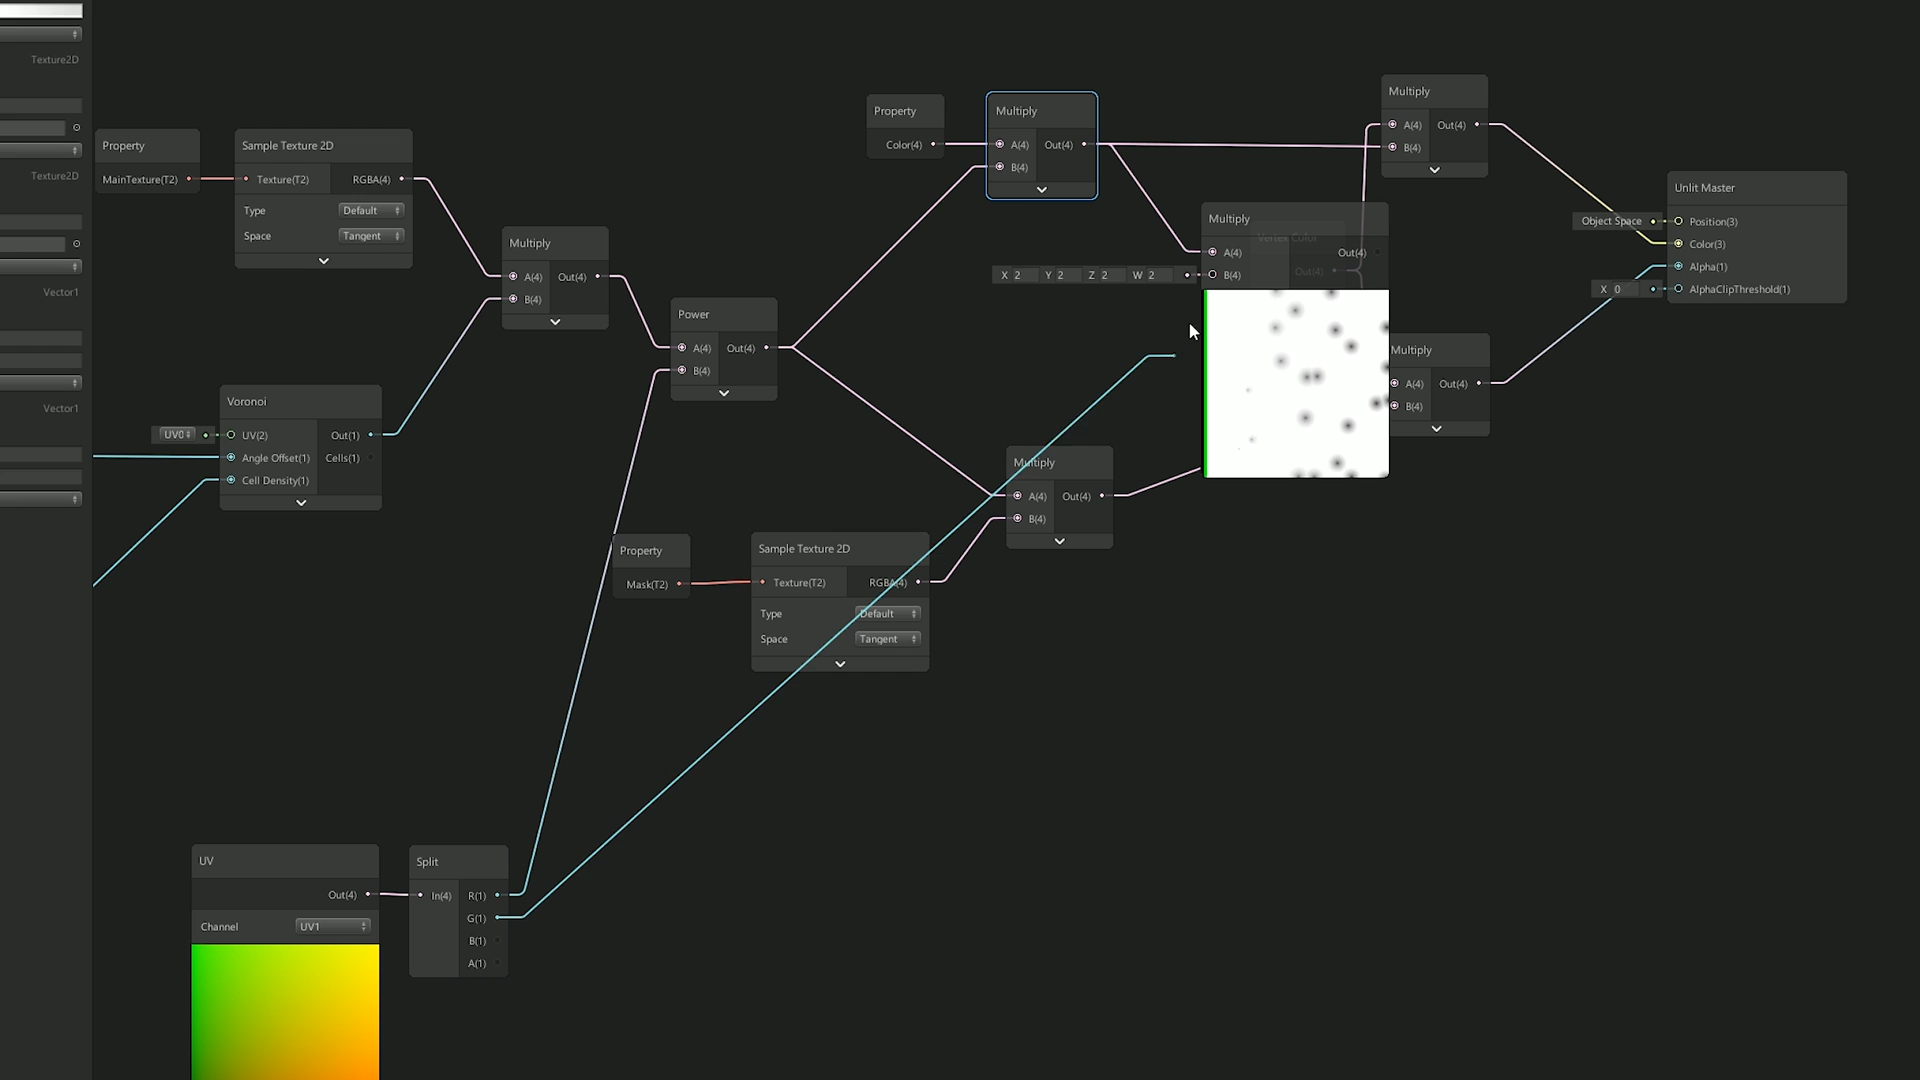 Texture2D
Texture2D
Vector1
Vector1
Property
MainTexture(T2)
Sample Texture 2D
Texture(T2) RGBA(4)
Type Default
Space Tangent
Voronoi
UV0
UV(2) Out(1)
Angle Offset(1) Cells(1)
Cell Density(1)
Multiply
A(4) Out(4)
B(4)
Power
A(4) Out(4)
B(4)
Property
Color(4)
Multiply
A(4) Out(4)
B(4)
Multiply
A(4) Out(4)
B(4)
X 2 Y 2 Z 2 W 2
Vertex Color
Out(4)
Multiply
A(4) Out(4)
B(4)
Unlit Master
Object Space
Position(3)
Color(3)
Alpha(1)
X 0
AlphaClipThreshold(1)
Multiply
A(4) Out(4)
B(4)
Multiply
A(4) Out(4)
B(4)
Property
Mask(T2)
Sample Texture 2D
Texture(T2) RGBA(4)
Type Default
Space Tangent
UV
Out(4)
Channel UV1
Split
In(4) R(1)
G(1)
B(1)
A(1)